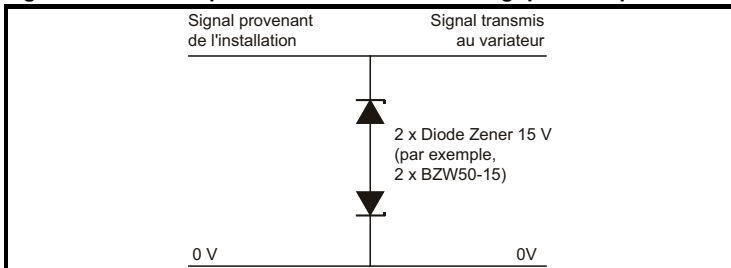 Signal provenant
de l'installation
Signal transmis
au variateur
2 x Diode Zener 15 V
(par exemple,
2 x BZW50-15)
0 V
0V